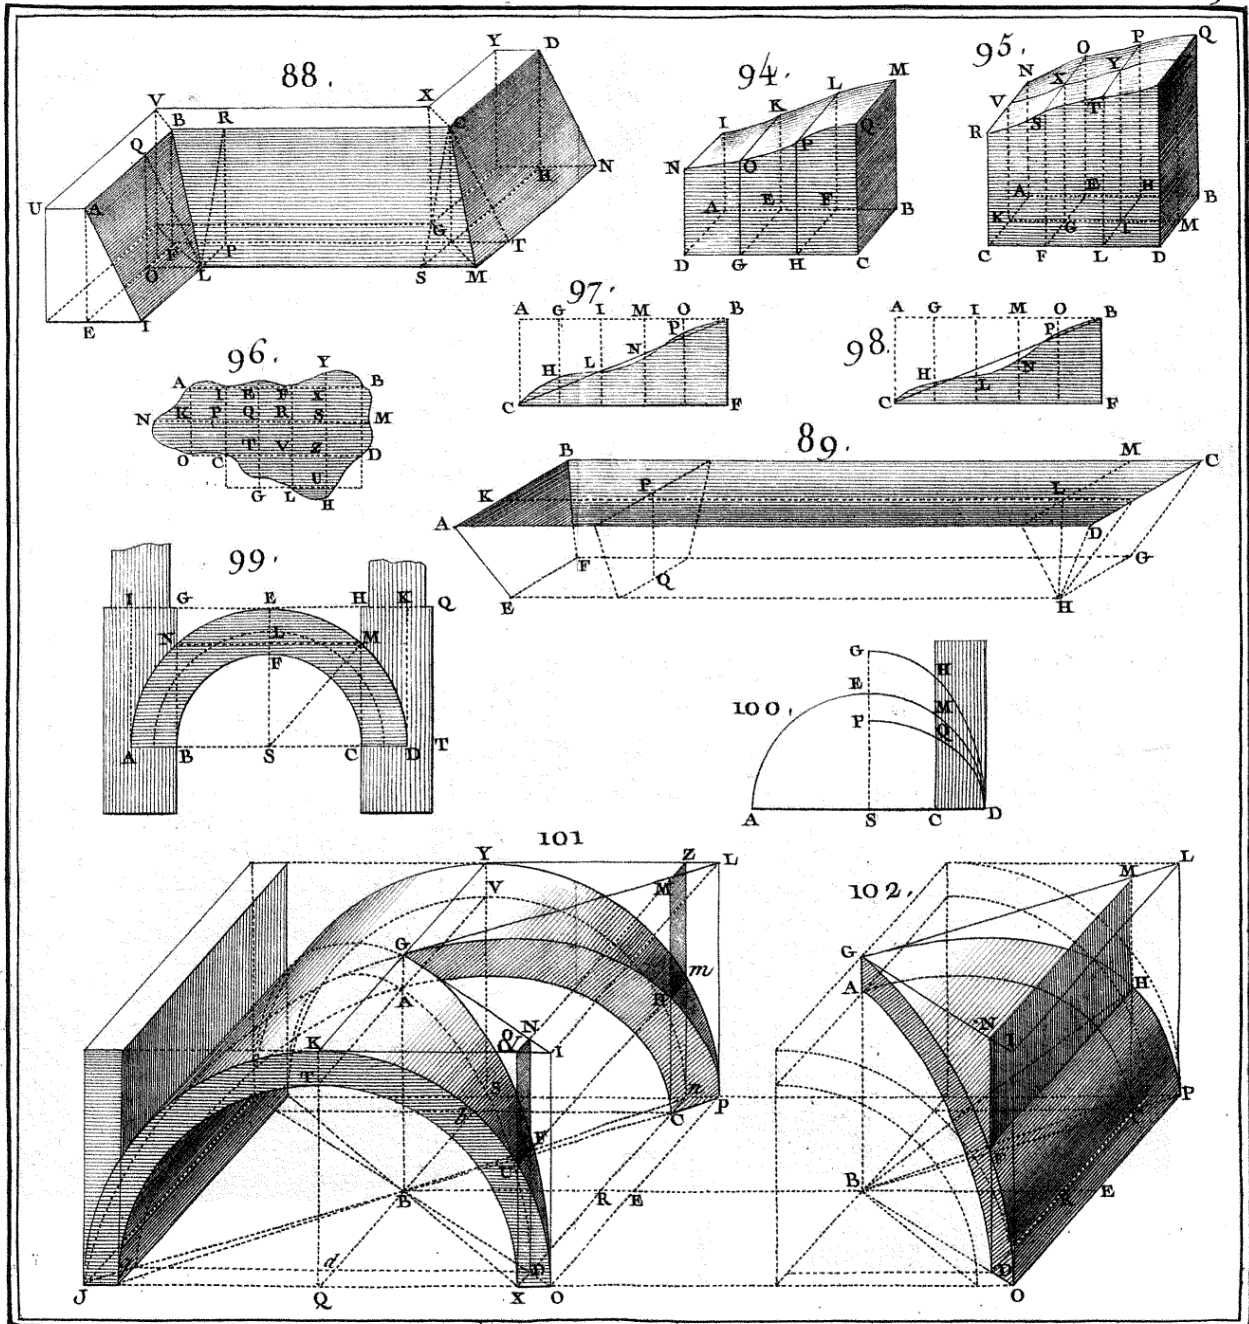 88.
V B R X C Y D
Q
U A H N
F P G T
O L S M
E I
94.
I K L M
N O P Q
A E F B
D G H C
95.
N O P Q
V X Y
R S T
A E H B
K G I M
C F L D
96.
Y
A I E F X B
N K P Q R S M
O C T V Z D
U
G L H
97.
A G I M O B
P
H L N
C F
98.
A G I M O B
P
H L N
C F
89.
B M C
K P L
A D
F Q G
E H
99.
I G E H K Q
N L M
F
A B S C D T
100.
G H
E M
P Q
A S C D
101
Y Z L
V M
G m
A H
& N
K I
T S n
h C P
F
U
B R E
d D
J Q X O
102.
M L
G
A H
N I
P
F
B E
D
O